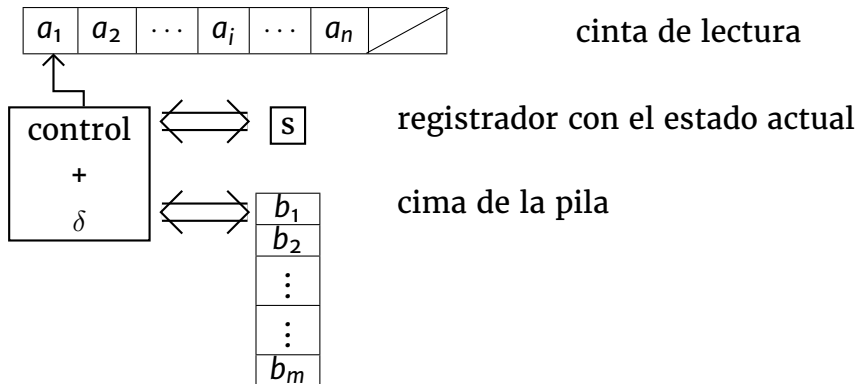 a₁ a₂ ⋯ aᵢ ⋯ aₙ cinta de lectura
control s registrador con el estado actual
+
δ
b₁ cima de la pila
b₂
⋮
⋮
bₘ